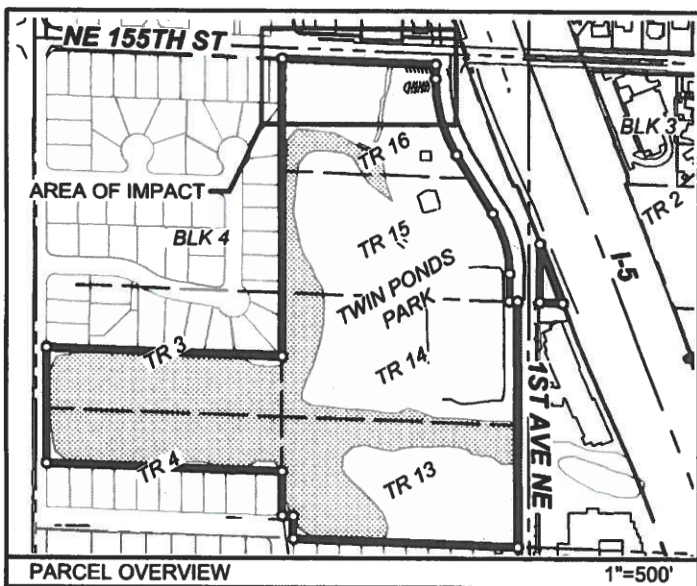 NE 155TH ST
BLK 3
TR 16
TR 2
AREA OF IMPACT
BLK 4
TR 15
I-5
TWIN PONDS
PARK
TR 3
TR 14
1ST AVE NE
TR 4
TR 13
PARCEL OVERVIEW
1"=500'